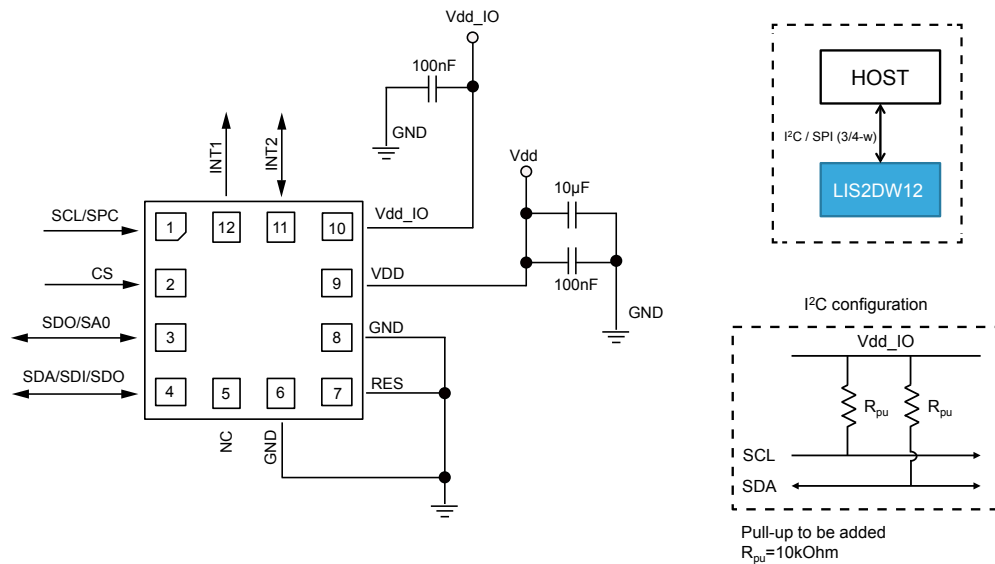 Vdd_IO
100nF
GND
INT1
INT2
Vdd
10µF
100nF
GND
SCL/SPC
CS
SDO/SA0
SDA/SDI/SDO
1
12
11
10
2
9
3
8
4
5
6
7
Vdd_IO
VDD
GND
RES
NC
GND
HOST
I²C / SPI (3/4-w)
LIS2DW12
I²C configuration
Vdd_IO
Rpu
Rpu
SCL
SDA
Pull-up to be added
Rpu=10kOhm